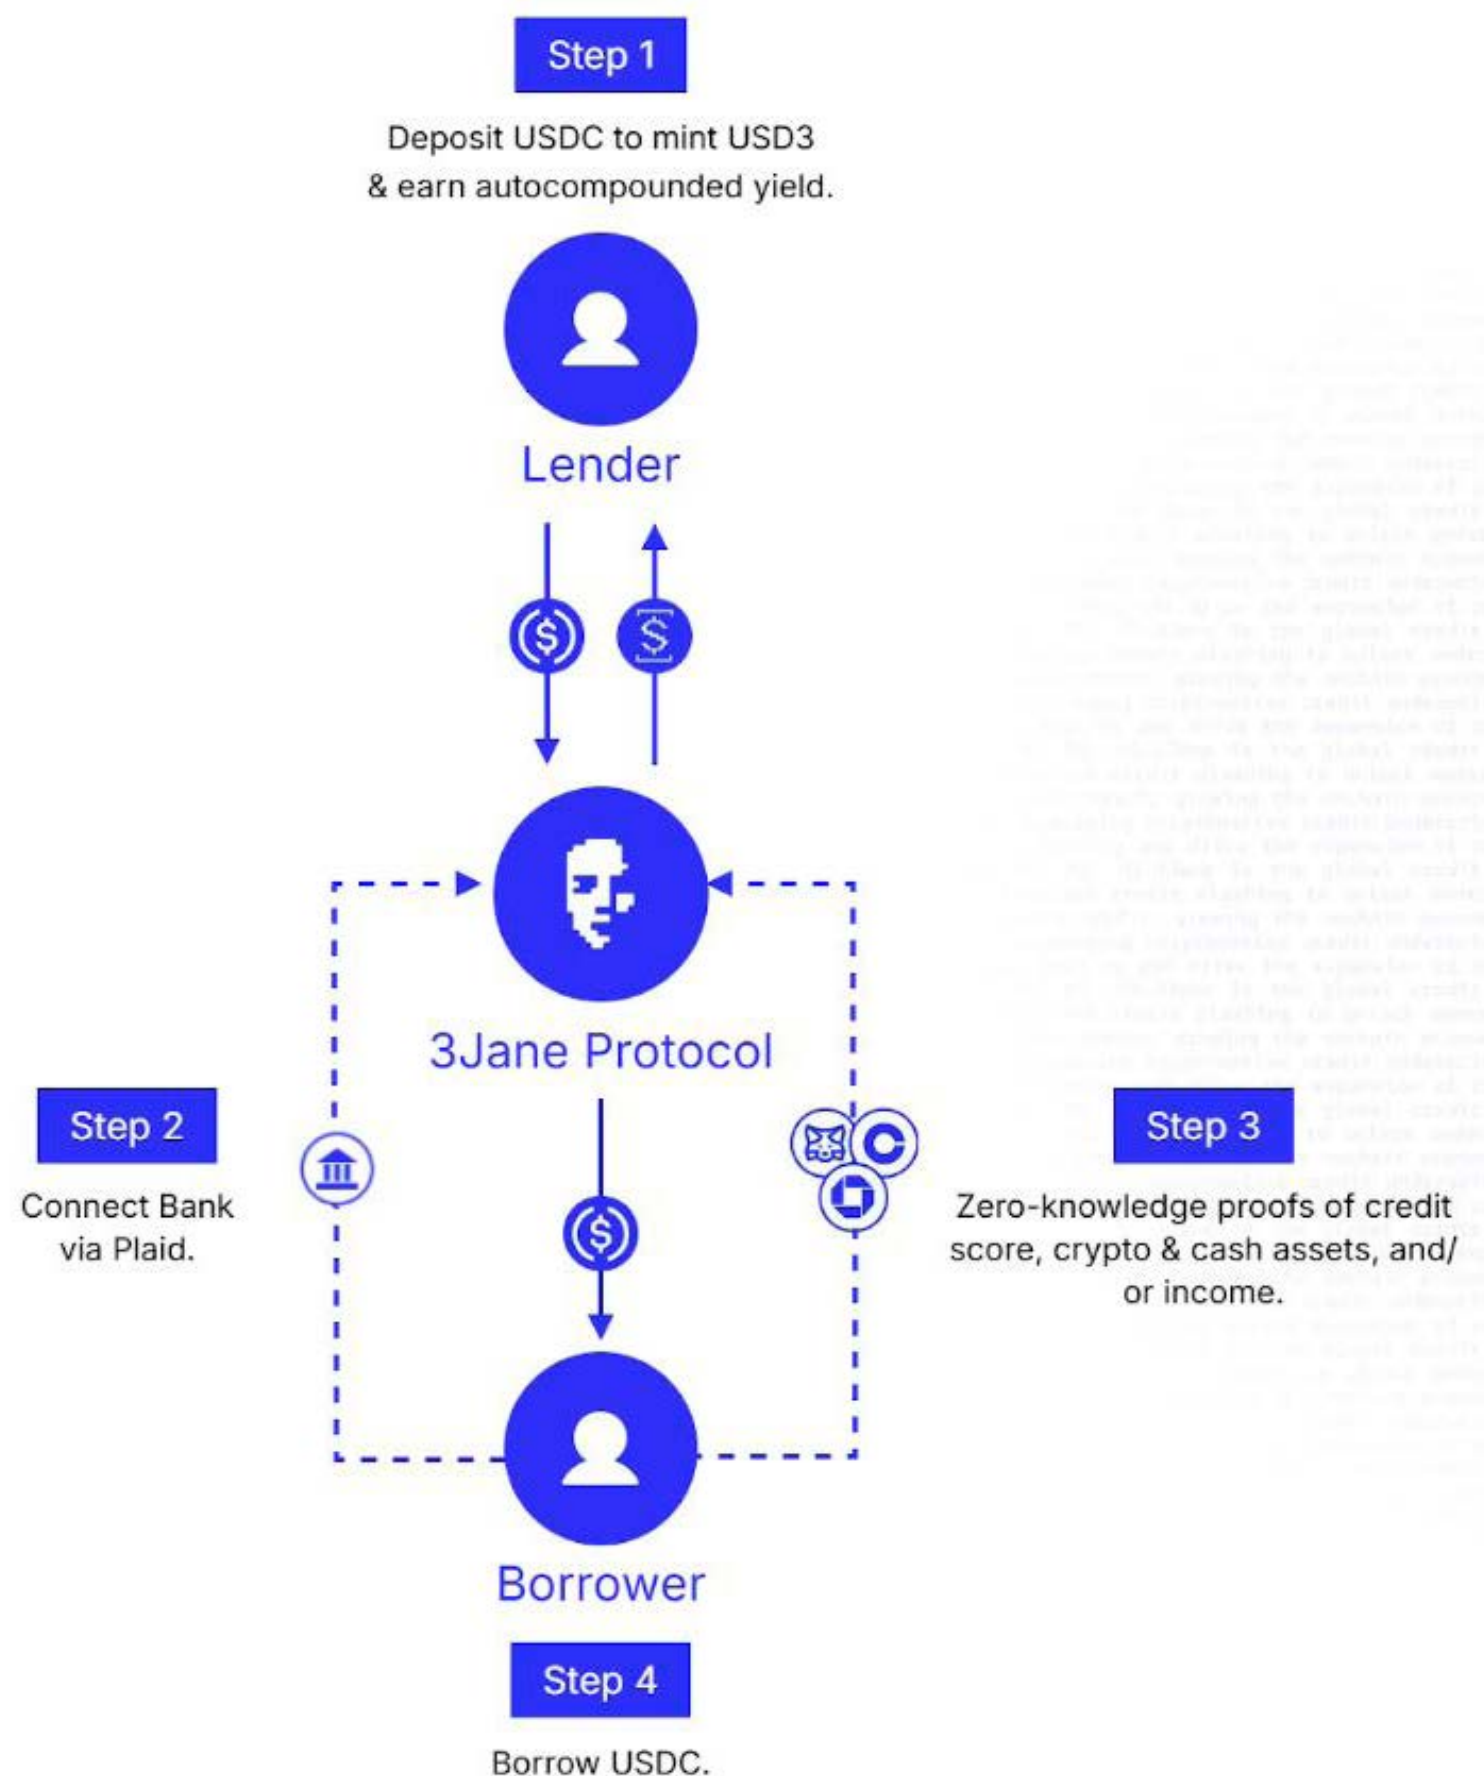 Step 1
Deposit USDC to mint USD3
& earn autocompounded yield.
Lender
3Jane Protocol
Step 2
Connect Bank
via Plaid.
Step 3
Zero-knowledge proofs of credit
score, crypto & cash assets, and/
or income.
Borrower
Step 4
Borrow USDC.